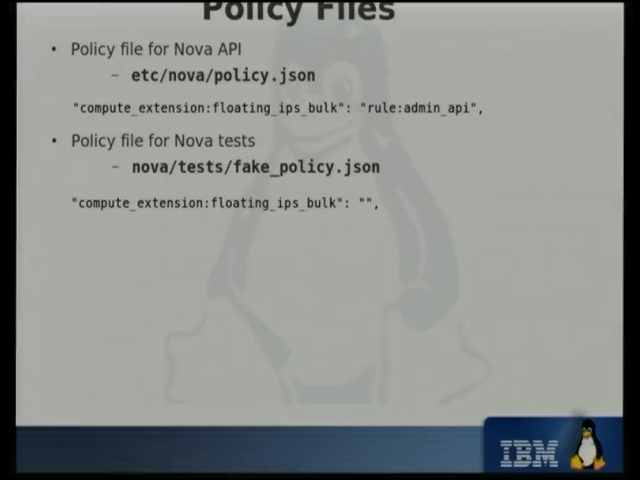 Policy Files
• Policy file for Nova API
– etc/nova/policy.json
"compute_extension:floating_ips_bulk": "rule:admin_api",
• Policy file for Nova tests
– nova/tests/fake_policy.json
"compute_extension:floating_ips_bulk": "",
IBM